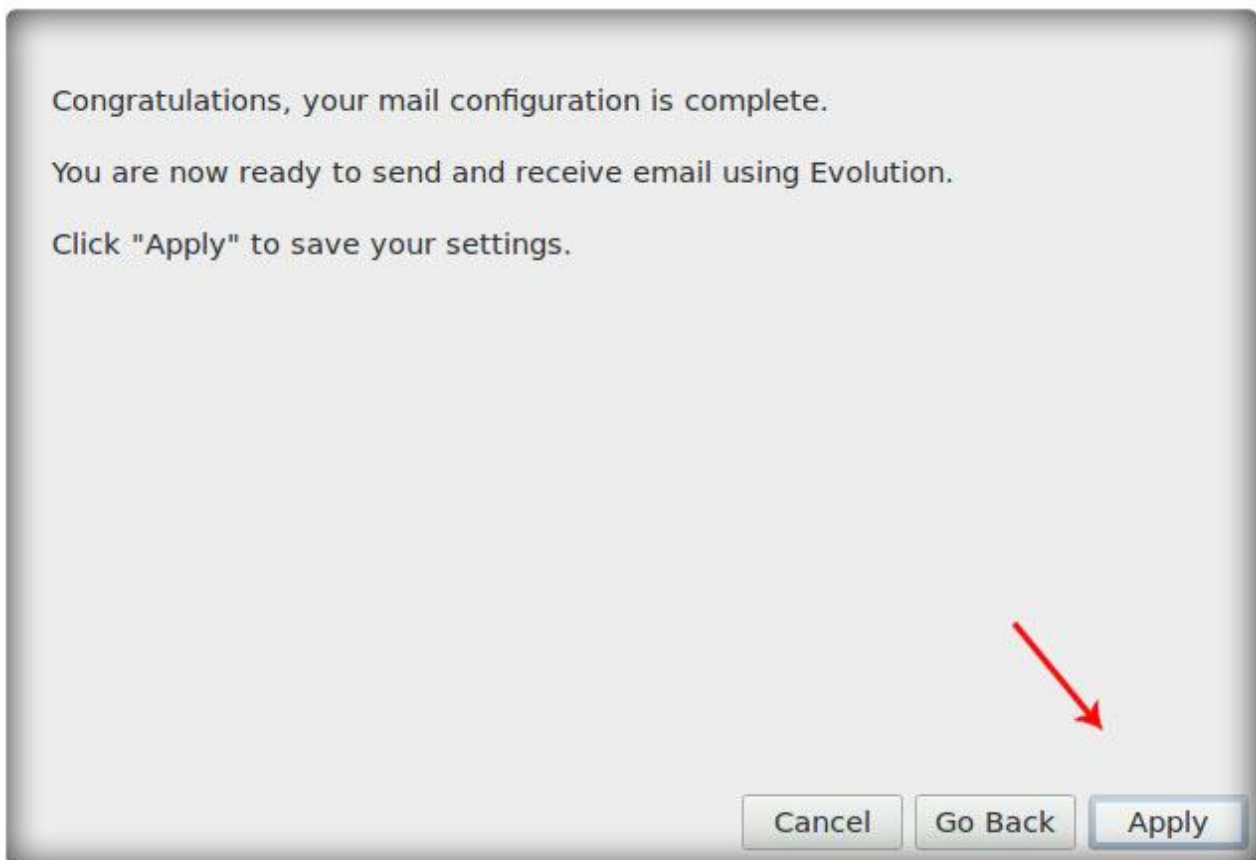 Congratulations, your mail configuration is complete.
You are now ready to send and receive email using Evolution.
Click "Apply" to save your settings.
Cancel Go Back Apply